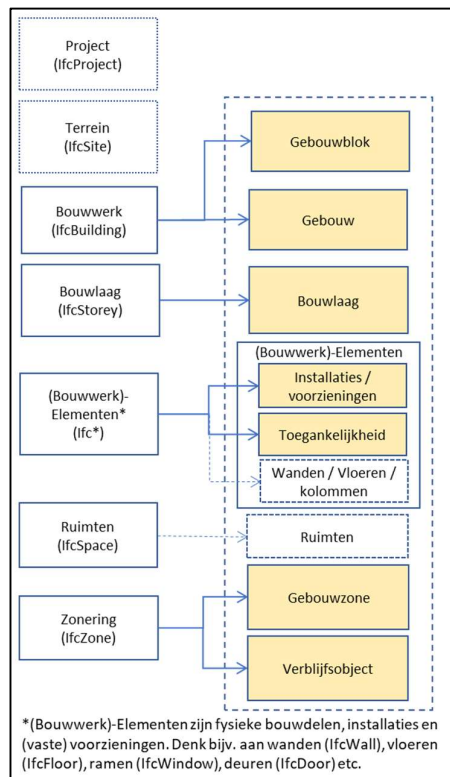 Project
(IfcProject)
Terrein
(IfcSite)
Gebouwblok
Bouwwerk
(IfcBuilding)
Gebouw
Bouwlaag
(IfcStorey)
Bouwlaag
(Bouwwerk)-Elementen
(Bouwwerk)-
Elementen*
(Ifc*)
Installaties /
voorzieningen
Toegankelijkheid
Wanden / Vloeren /
kolommen
Ruimten
(IfcSpace)
Ruimten
Zonering
(IfcZone)
Gebouwzone
Verblijfsobject
*(Bouwwerk)-Elementen zijn fysieke bouwdelen, installaties en
(vaste) voorzieningen. Denk bijv. aan wanden (IfcWall), vloeren
(IfcFloor), ramen (IfcWindow), deuren (IfcDoor) etc.